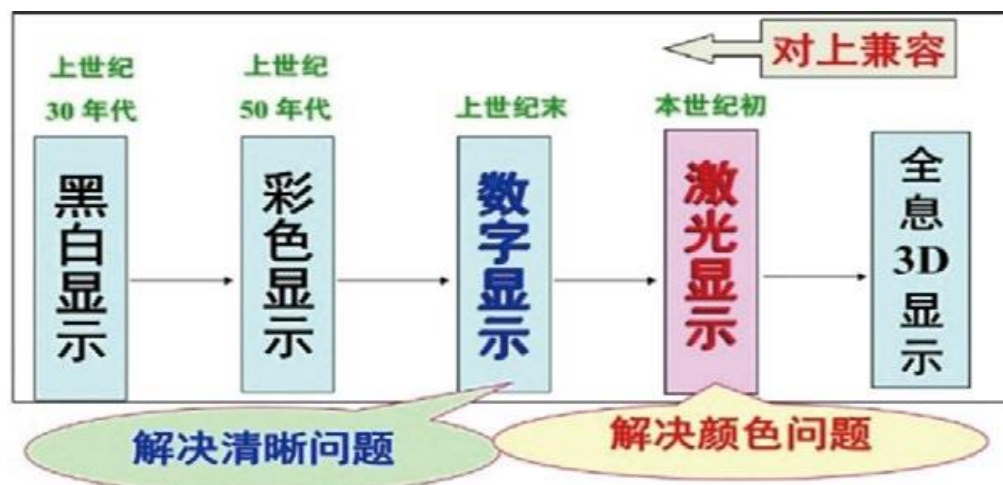 对上兼容
上世纪
30 年代
上世纪
50 年代
上世纪末
本世纪初
黑白显示
彩色显示
数字显示
激光显示
全息3D显示
解决清晰问题
解决颜色问题